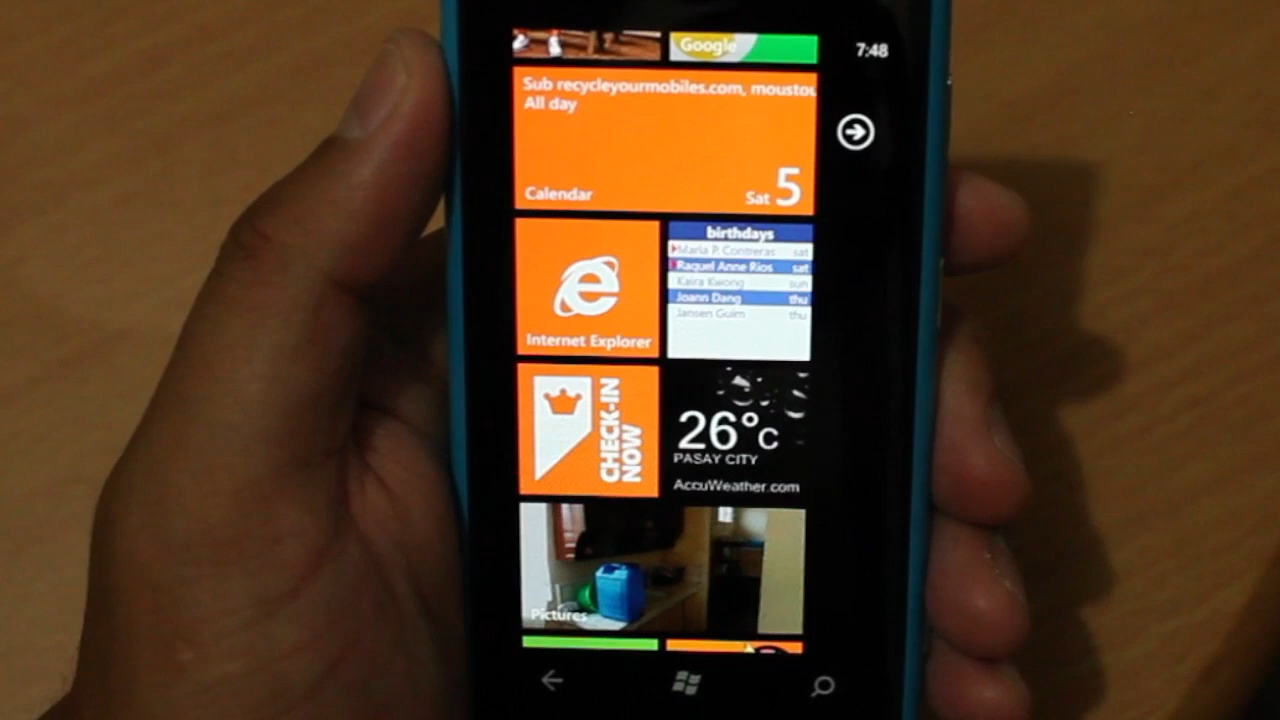 Google
7:48
Sub recycleyourmobiles.com, moustou
All day
Calendar
Sat 5
birthdays
Maria P. Contreras sat
Raquel Anne Rios sat
Kaira Kwong sun
Joann Dang thu
Jansen Guim thu
Internet Explorer
CHECK-IN
NOW
26°C
PASAY CITY
AccuWeather.com
Pictures